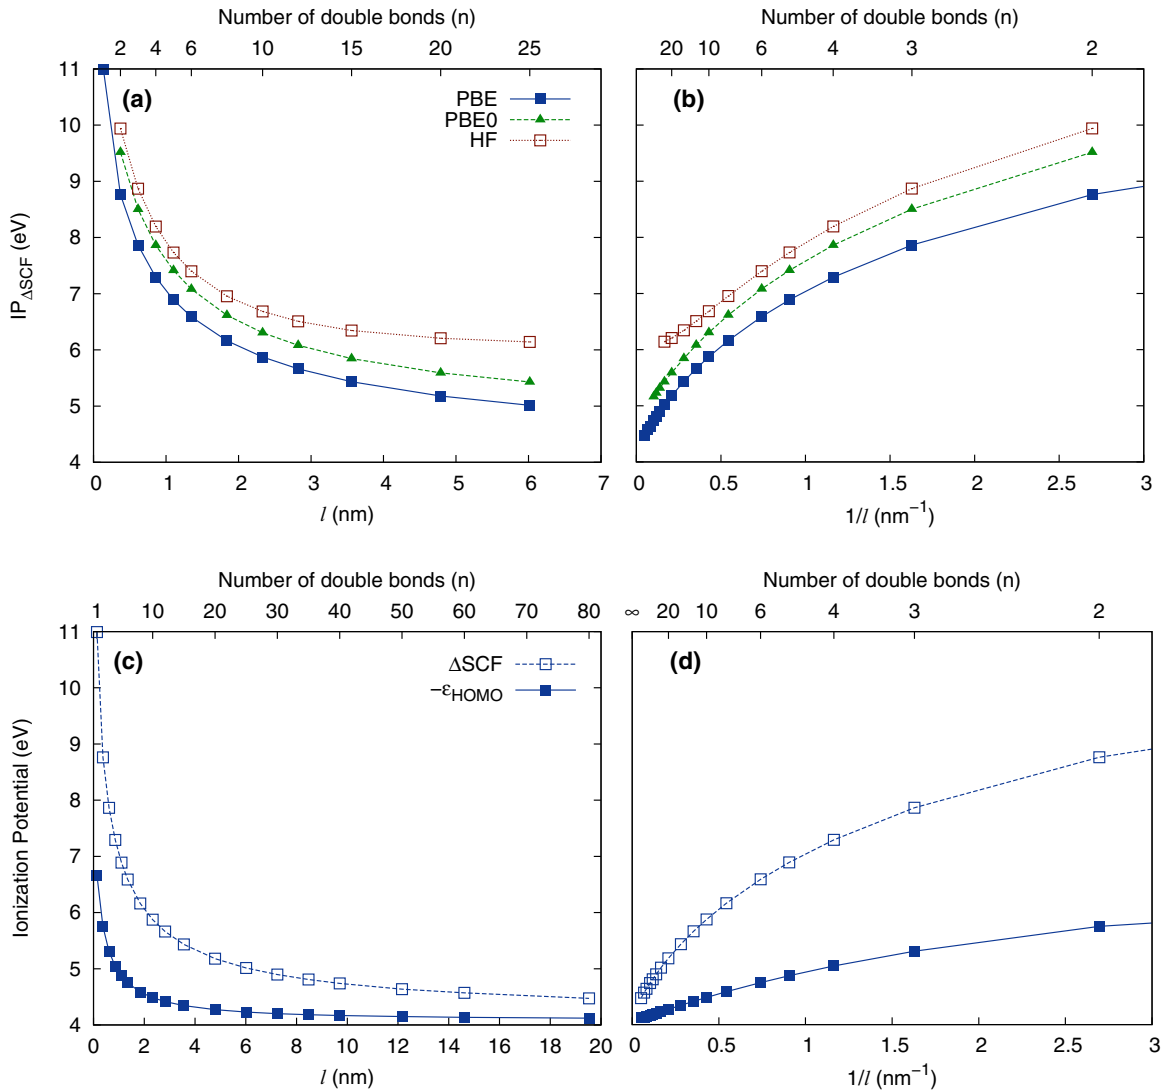 Number of double bonds (n)
2 4 6 10 15 20 25
11
10
9
8
7
6
5
4
IP ΔSCF (eV)
(a)
PBE
PBE0
HF
0 1 2 3 4 5 6 7
l (nm)
Number of double bonds (n)
20 10 6 4 3 2
(b)
0 0.5 1 1.5 2 2.5 3
1/l (nm⁻¹)
Number of double bonds (n)
1 10 20 30 40 50 60 70 80
11
10
9
8
7
6
5
4
Ionization Potential (eV)
(c)
ΔSCF
−εHOMO
0 2 4 6 8 10 12 14 16 18 20
l (nm)
Number of double bonds (n)
∞ 20 10 6 4 3 2
(d)
0 0.5 1 1.5 2 2.5 3
1/l (nm⁻¹)